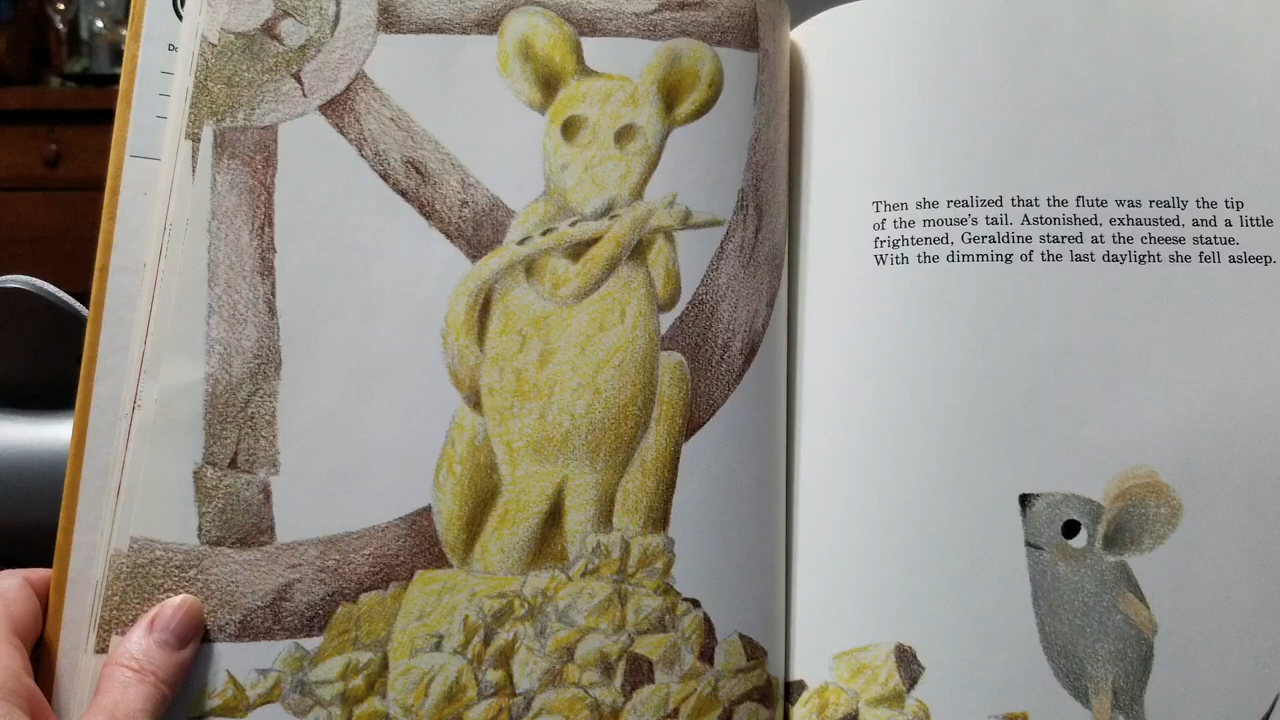 Do
Then she realized that the flute was really the tip
of the mouse's tail. Astonished, exhausted, and a little
frightened, Geraldine stared at the cheese statue.
With the dimming of the last daylight she fell asleep.